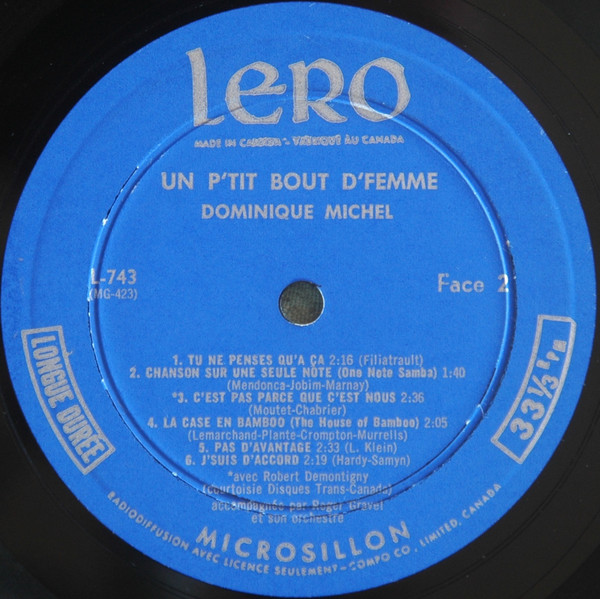 LERO
MADE IN CANADA - FABRIQUÉ AU CANADA
UN P'TIT BOUT D'FEMME
DOMINIQUE MICHEL
L-743
(MG-423)
Face 2
LONGUE DURÉE
33 1/3 RPM
1. TU NE PENSES QU'A ÇA 2:16 (Filiatrault)
2. CHANSON SUR UNE SEULE NOTE (One Note Samba) 1:40
(Mendonca-Jobim-Marnay)
*3. C'EST PAS PARCE QUE C'EST NOUS 2:36
(Moutet-Chabrier)
4. LA CASE EN BAMBOO (The House of Bamboo) 2:05
(Lemarchand-Plante-Crompton-Murrells)
5. PAS D'AVANTAGE 2:33 (L. Klein)
6. J'SUIS D'ACCORD 2:19 (Hardy-Samyn)
*avec Robert Demontigny
(courtoisie Disques Trans-Canada)
accompagnée par Roger Gravel
et son orchestre
MICROSILLON
RADIODIFFUSION AVEC LICENCE SEULEMENT-COMPO CO., LIMITED, CANADA